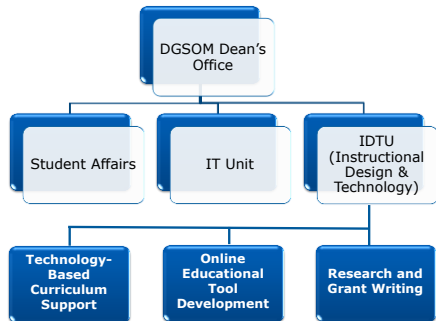 DGSOM Dean's
Office
Student Affairs
IT Unit
IDTU
(Instructional
Design &
Technology)
Technology-
Based
Curriculum
Support
Online
Educational
Tool
Development
Research and
Grant Writing